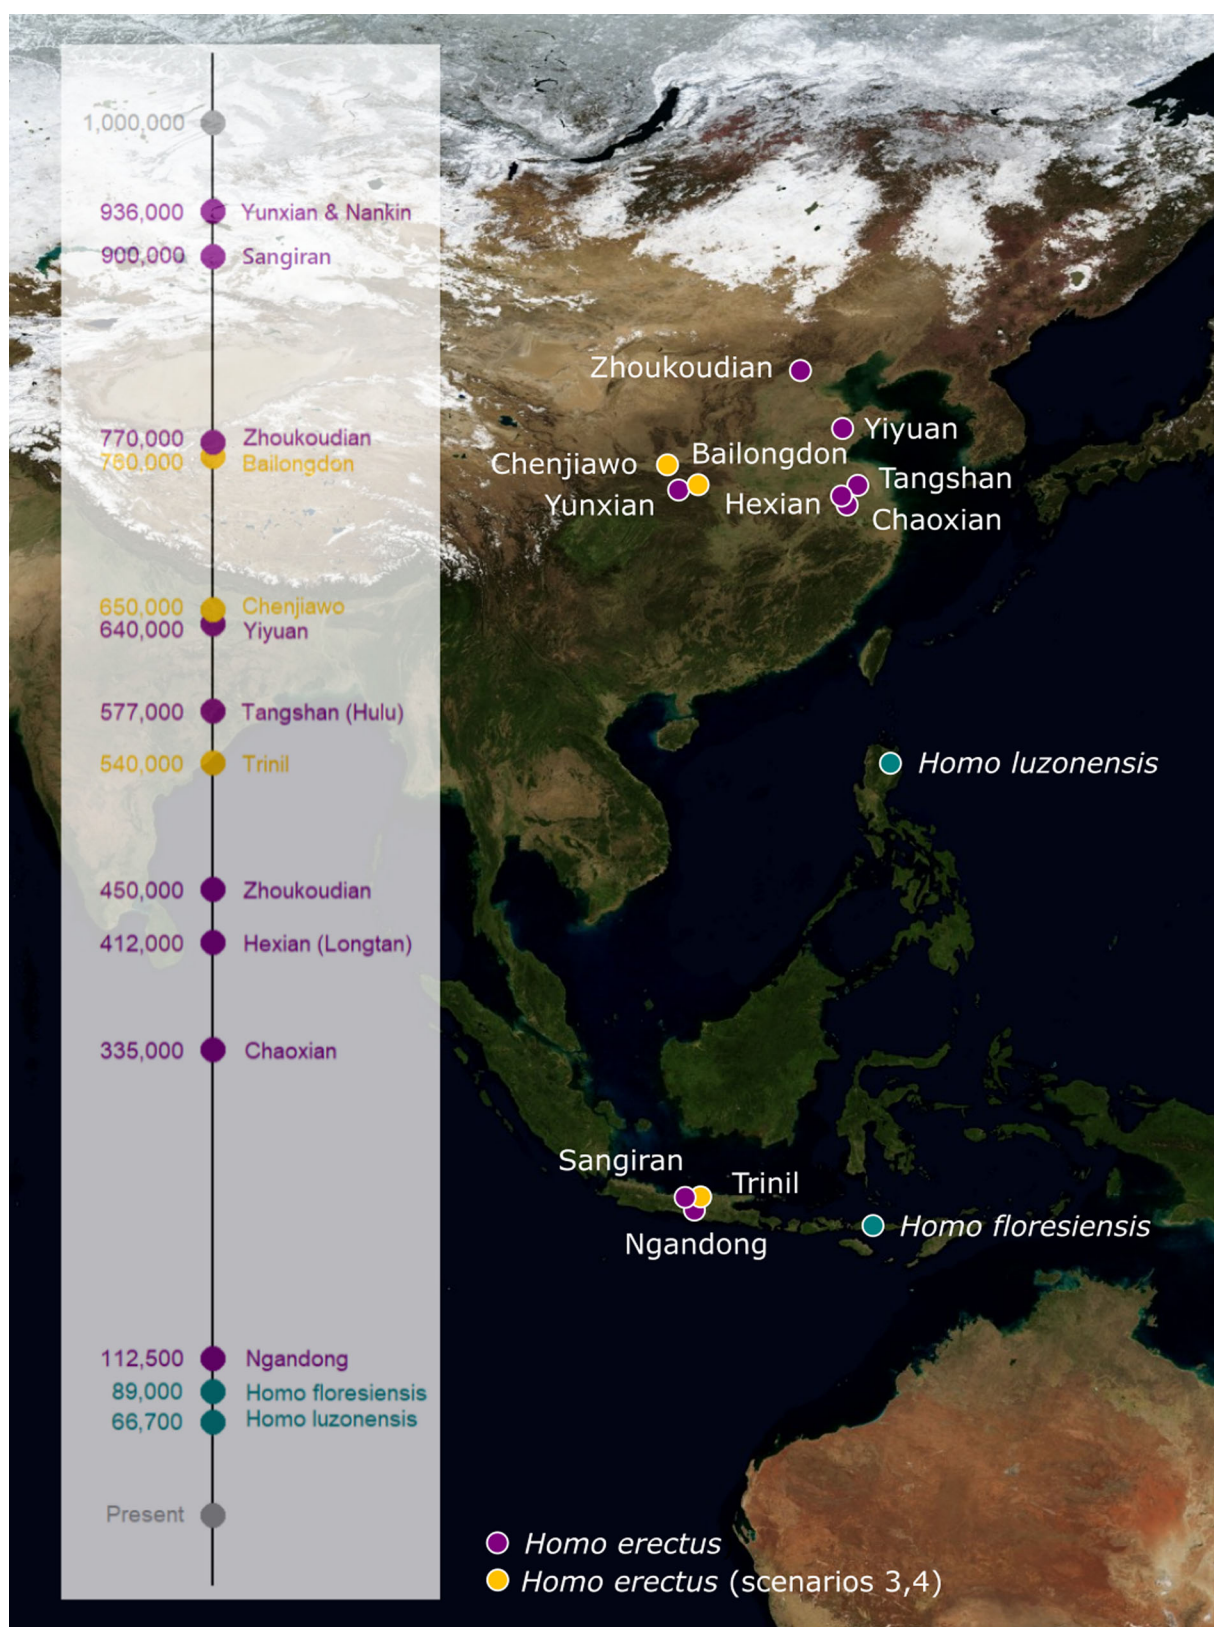 1,000,000
936,000 Yunxian & Nankin
900,000 Sangiran
770,000 Zhoukoudian
780,000 Bailongdon
650,000 Chenjiawo
640,000 Yiyuan
577,000 Tangshan (Hulu)
540,000 Trinil
450,000 Zhoukoudian
412,000 Hexian (Longtan)
335,000 Chaoxian
112,500 Ngandong
89,000 Homo floresiensis
66,700 Homo luzonensis
Present
Zhoukoudian
Yiyuan
Bailongdon
Chenjiawo
Tangshan
Yunxian
Hexian
Chaoxian
Homo luzonensis
Sangiran
Trinil
Homo floresiensis
Ngandong
Homo erectus
Homo erectus (scenarios 3,4)